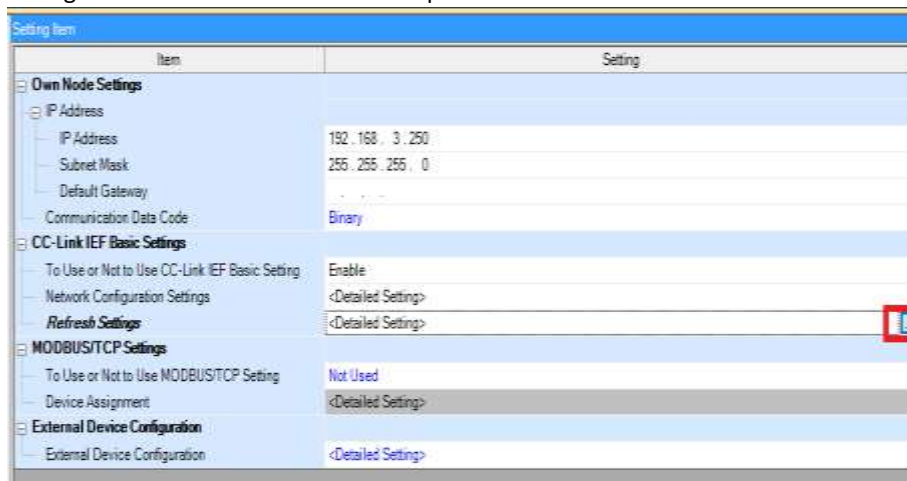 Setting Item
Item Setting
Own Node Settings
IP Address
IP Address 192 . 168 . 3 . 250
Subnet Mask 255 . 255 . 255 . 0
Default Gateway . . .
Communication Data Code Binary
CC-Link IEF Basic Settings
To Use or Not to Use CC-Link IEF Basic Setting Enable
Network Configuration Settings <Detailed Setting>
Refresh Settings <Detailed Setting>
MODBUS/TCP Settings
To Use or Not to Use MODBUS/TCP Setting Not Used
Device Assignment <Detailed Setting>
External Device Configuration
External Device Configuration <Detailed Setting>